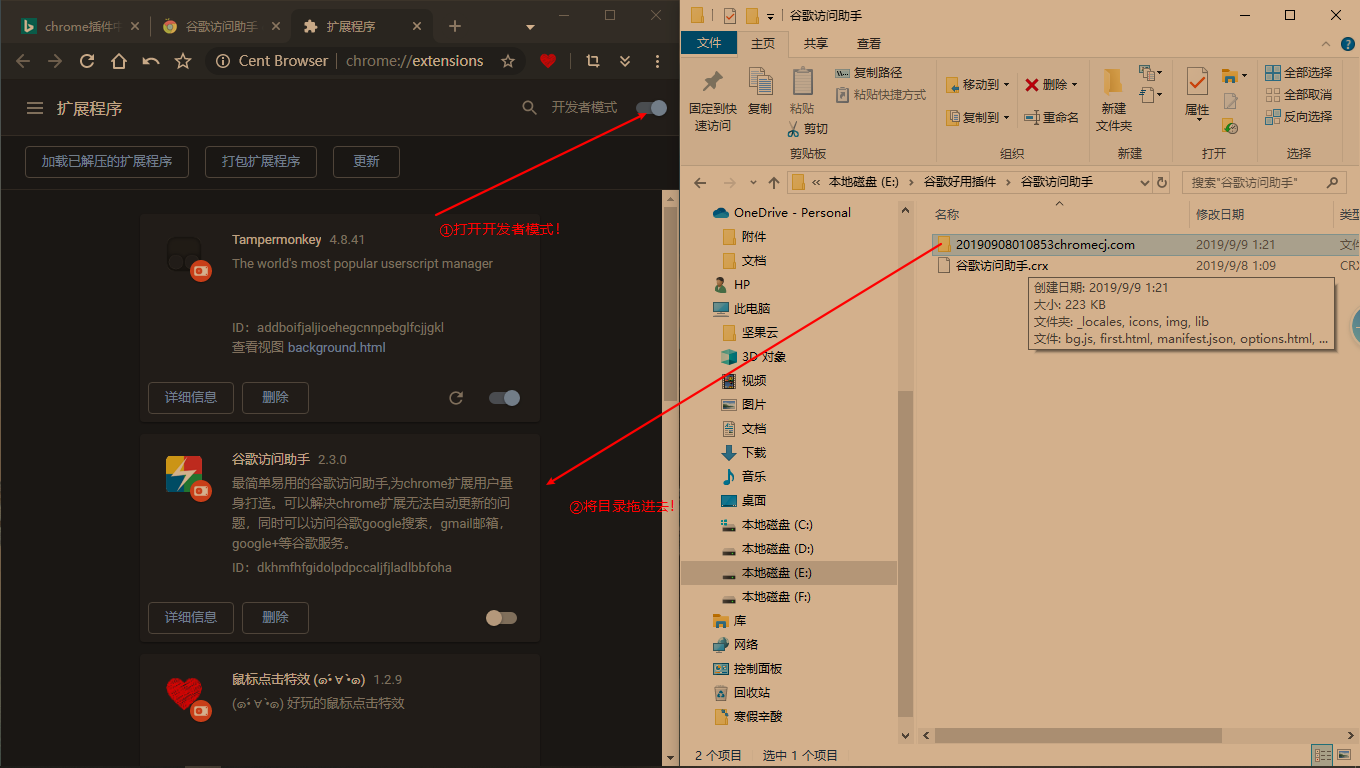 chrome插件中
谷歌访问助手
扩展程序
Cent Browser
chrome://extensions
扩展程序
开发者模式
加载已解压的扩展程序
打包扩展程序
更新
①打开开发者模式!
Tampermonkey 4.8.41
The world's most popular userscript manager
ID: addboifjaljioehegcnnpebglfcjjgkl
查看视图 background.html
详细信息
删除
谷歌访问助手 2.3.0
最简单易用的谷歌访问助手,为chrome扩展用户量
身打造。可以解决chrome扩展无法自动更新的问
题，同时可以访问谷歌google搜索，gmail邮箱，
google+等谷歌服务。
ID: dkhmfhfgidolpdpccaljfjladlbbfoha
②将目录拖进去!
详细信息
删除
鼠标点击特效 (๑•́ ∀ •̀๑) 1.2.9
(๑•́ ∀ •̀๑) 好玩的鼠标点击特效
谷歌访问助手
文件
主页
共享
查看
固定到快
速访问
复制
粘贴
复制路径
粘贴快捷方式
剪切
剪贴板
移动到
复制到
删除
重命名
组织
新建
文件夹
新建
属性
打开
全部选择
全部取消
反向选择
选择
« 本地磁盘 (E:) › 谷歌好用插件 › 谷歌访问助手
搜索"谷歌访问助手"
OneDrive - Personal
附件
文档
HP
此电脑
坚果云
3D 对象
视频
图片
文档
下载
音乐
桌面
本地磁盘 (C:)
本地磁盘 (D:)
本地磁盘 (E:)
本地磁盘 (F:)
库
网络
控制面板
回收站
寒假辛酸
名称
修改日期
类型
20190908010853chromecj.com
2019/9/9 1:21
文件
谷歌访问助手.crx
2019/9/8 1:09
CRX
创建日期: 2019/9/9 1:21
大小: 223 KB
文件夹: _locales, icons, img, lib
文件: bg.js, first.html, manifest.json, options.html, ...
2 个项目
选中 1 个项目